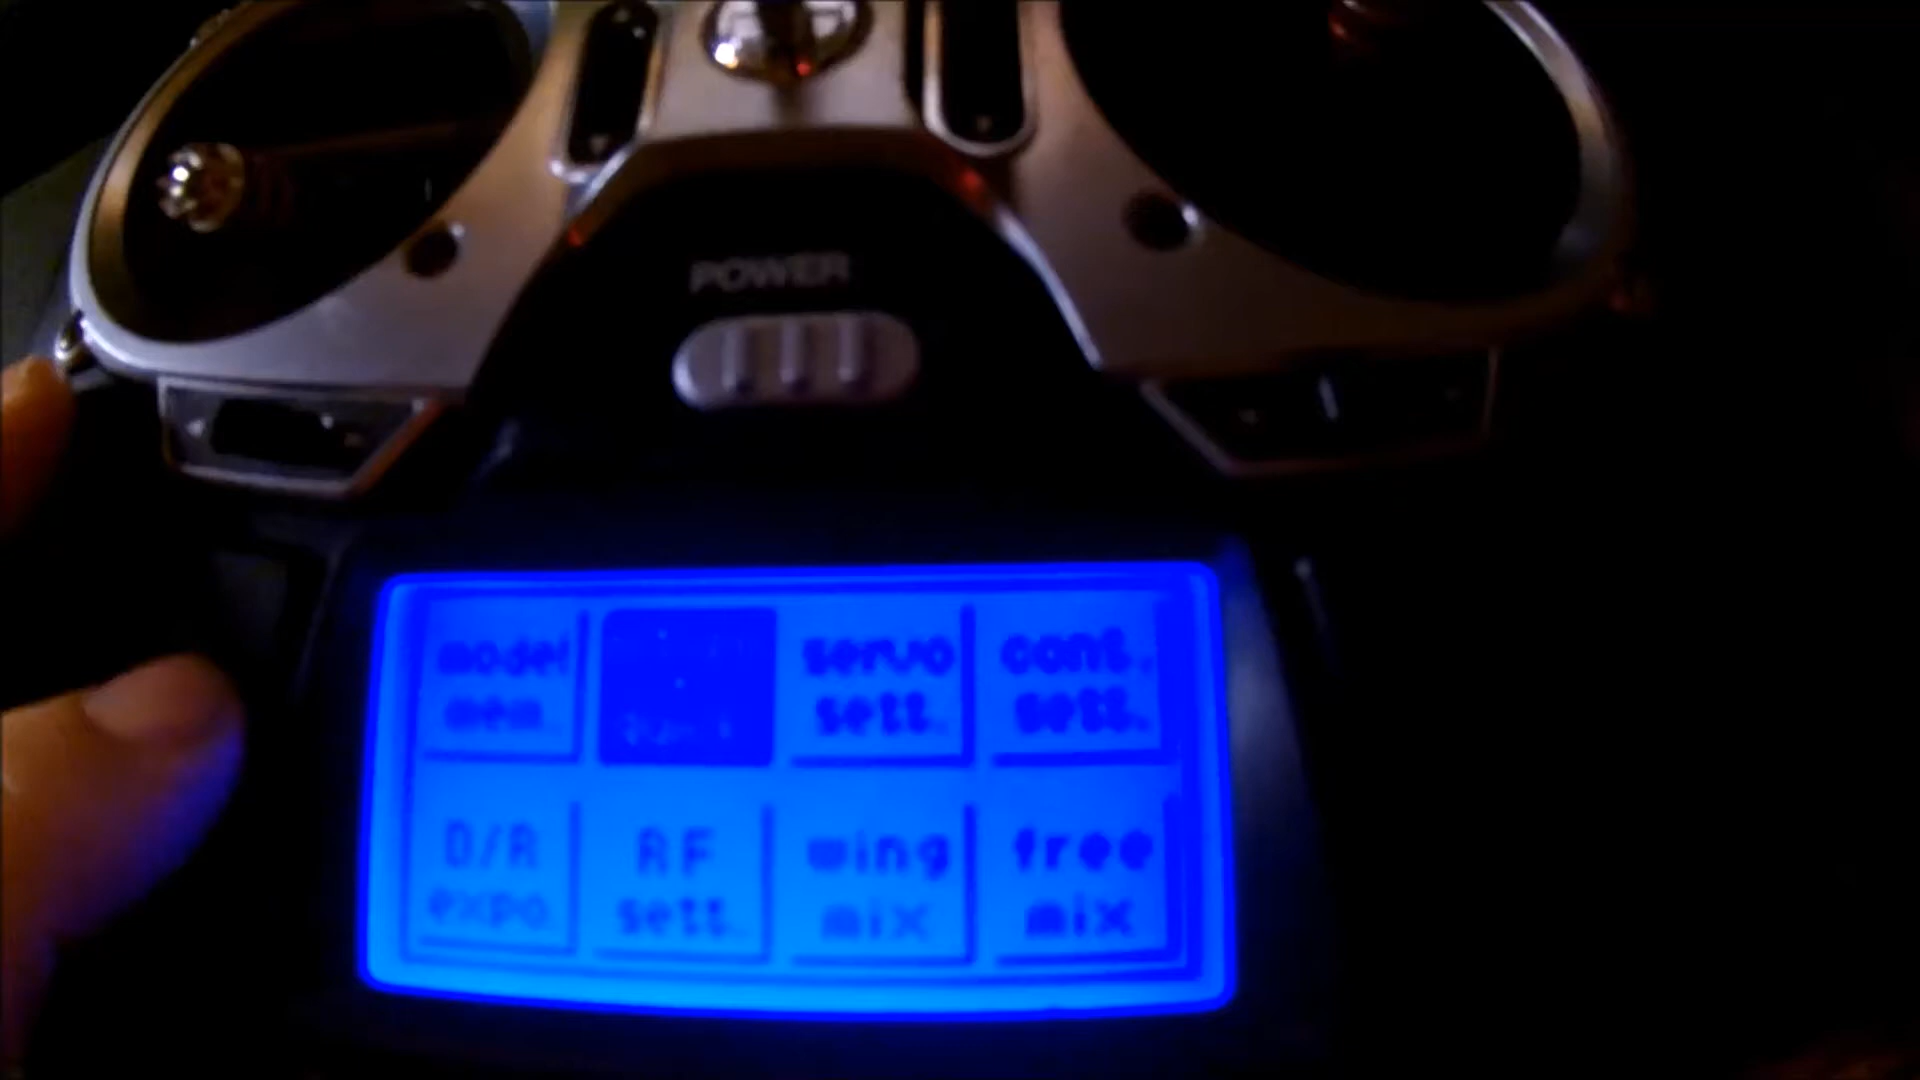 POWER
model
mem.
servo
sett.
cont.
sett.
D/R
expo.
RF
sett.
wing
mix
free
mix